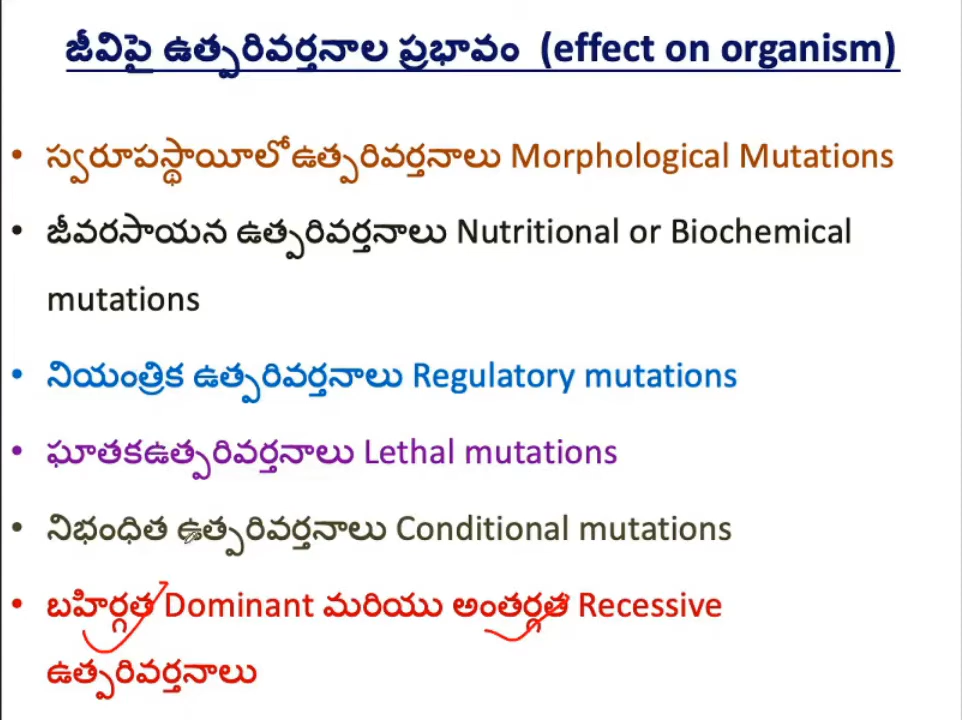 జీవిపై ఉత్పరివర్తనాల ప్రభావం (effect on organism)
• స్వరూపస్థాయీలోఉత్పరివర్తనాలు Morphological Mutations
• జీవరసాయన ఉత్పరివర్తనాలు Nutritional or Biochemical
mutations
• నియంత్రిక ఉత్పరివర్తనాలు Regulatory mutations
• ఘాతకఉత్పరివర్తనాలు Lethal mutations
• నిభంధిత ఉత్పరివర్తనాలు Conditional mutations
• బహిర్గత Dominant మరియు అంతర్గత Recessive
ఉత్పరివర్తనాలు